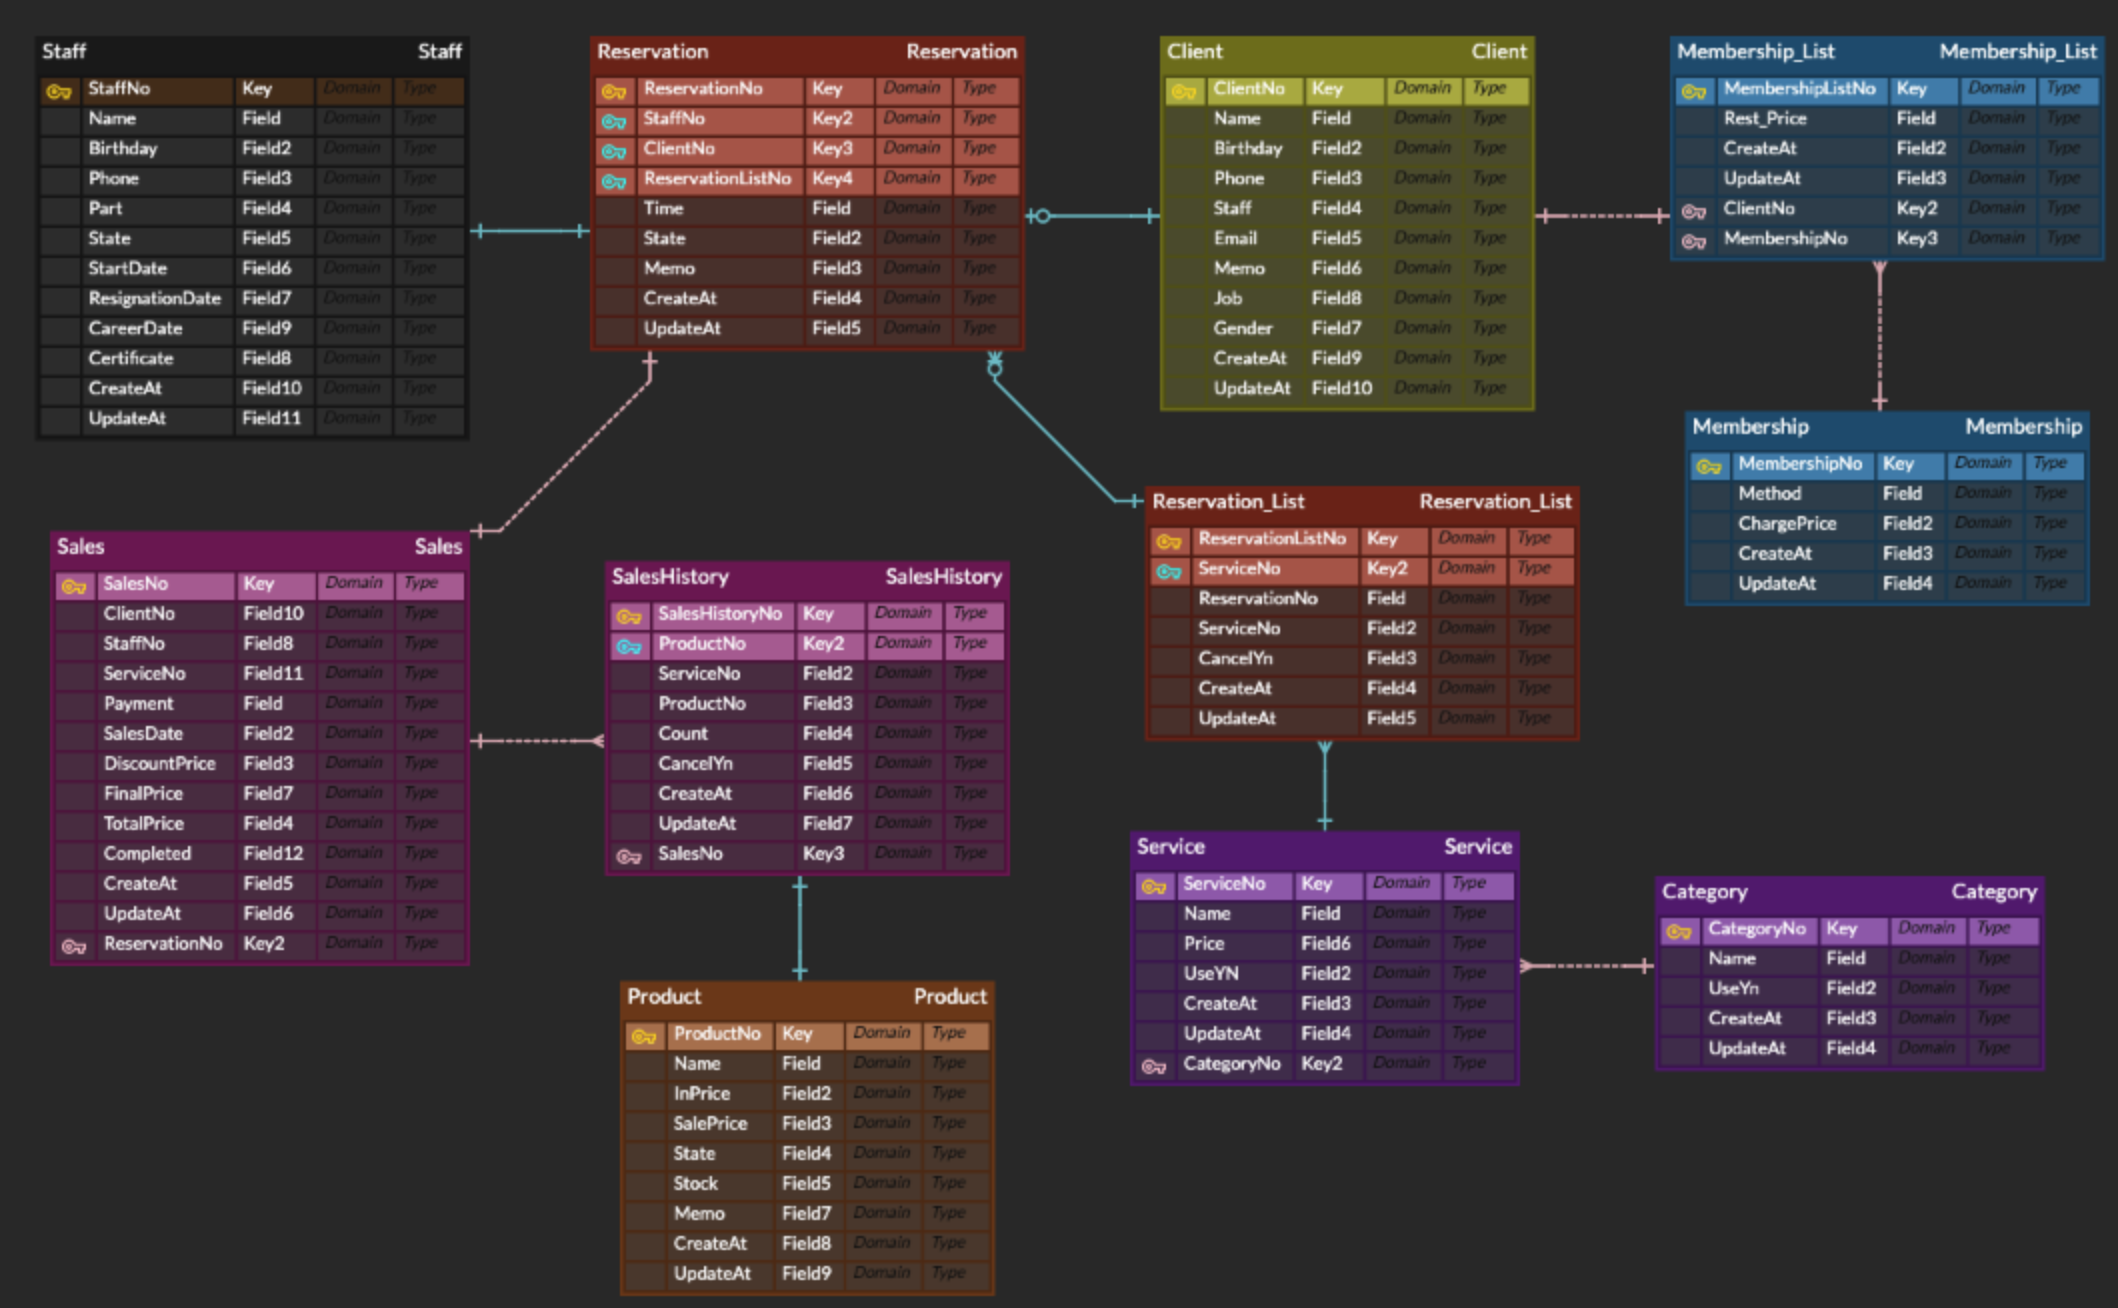 Staff Staff
StaffNo Key Domain Type
Name Field Domain Type
Birthday Field2 Domain Type
Phone Field3 Domain Type
Part Field4 Domain Type
State Field5 Domain Type
StartDate Field6 Domain Type
ResignationDate Field7 Domain Type
CareerDate Field9 Domain Type
Certificate Field8 Domain Type
CreateAt Field10 Domain Type
UpdateAt Field11 Domain Type
Reservation Reservation
ReservationNo Key Domain Type
StaffNo Key2 Domain Type
ClientNo Key3 Domain Type
ReservationListNo Key4 Domain Type
Time Field Domain Type
State Field2 Domain Type
Memo Field3 Domain Type
CreateAt Field4 Domain Type
UpdateAt Field5 Domain Type
Client Client
ClientNo Key Domain Type
Name Field Domain Type
Birthday Field2 Domain Type
Phone Field3 Domain Type
Staff Field4 Domain Type
Email Field5 Domain Type
Memo Field6 Domain Type
Job Field8 Domain Type
Gender Field7 Domain Type
CreateAt Field9 Domain Type
UpdateAt Field10 Domain Type
Membership_List Membership_List
MembershipListNo Key Domain Type
Rest_Price Field Domain Type
CreateAt Field2 Domain Type
UpdateAt Field3 Domain Type
ClientNo Key2 Domain Type
MembershipNo Key3 Domain Type
Membership Membership
MembershipNo Key Domain Type
Method Field Domain Type
ChargePrice Field2 Domain Type
CreateAt Field3 Domain Type
UpdateAt Field4 Domain Type
Sales Sales
SalesNo Key Domain Type
ClientNo Field10 Domain Type
StaffNo Field8 Domain Type
ServiceNo Field11 Domain Type
Payment Field Domain Type
SalesDate Field2 Domain Type
DiscountPrice Field3 Domain Type
FinalPrice Field7 Domain Type
TotalPrice Field4 Domain Type
Completed Field12 Domain Type
CreateAt Field5 Domain Type
UpdateAt Field6 Domain Type
ReservationNo Key2 Domain Type
SalesHistory SalesHistory
SalesHistoryNo Key Domain Type
ProductNo Key2 Domain Type
ServiceNo Field2 Domain Type
ProductNo Field3 Domain Type
Count Field4 Domain Type
CancelYn Field5 Domain Type
CreateAt Field6 Domain Type
UpdateAt Field7 Domain Type
SalesNo Key3 Domain Type
Reservation_List Reservation_List
ReservationListNo Key Domain Type
ServiceNo Key2 Domain Type
ReservationNo Field Domain Type
ServiceNo Field2 Domain Type
CancelYn Field3 Domain Type
CreateAt Field4 Domain Type
UpdateAt Field5 Domain Type
Service Service
ServiceNo Key Domain Type
Name Field Domain Type
Price Field6 Domain Type
UseYN Field2 Domain Type
CreateAt Field3 Domain Type
UpdateAt Field4 Domain Type
CategoryNo Key2 Domain Type
Category Category
CategoryNo Key Domain Type
Name Field Domain Type
UseYn Field2 Domain Type
CreateAt Field3 Domain Type
UpdateAt Field4 Domain Type
Product Product
ProductNo Key Domain Type
Name Field Domain Type
InPrice Field2 Domain Type
SalePrice Field3 Domain Type
State Field4 Domain Type
Stock Field5 Domain Type
Memo Field7 Domain Type
CreateAt Field8 Domain Type
UpdateAt Field9 Domain Type